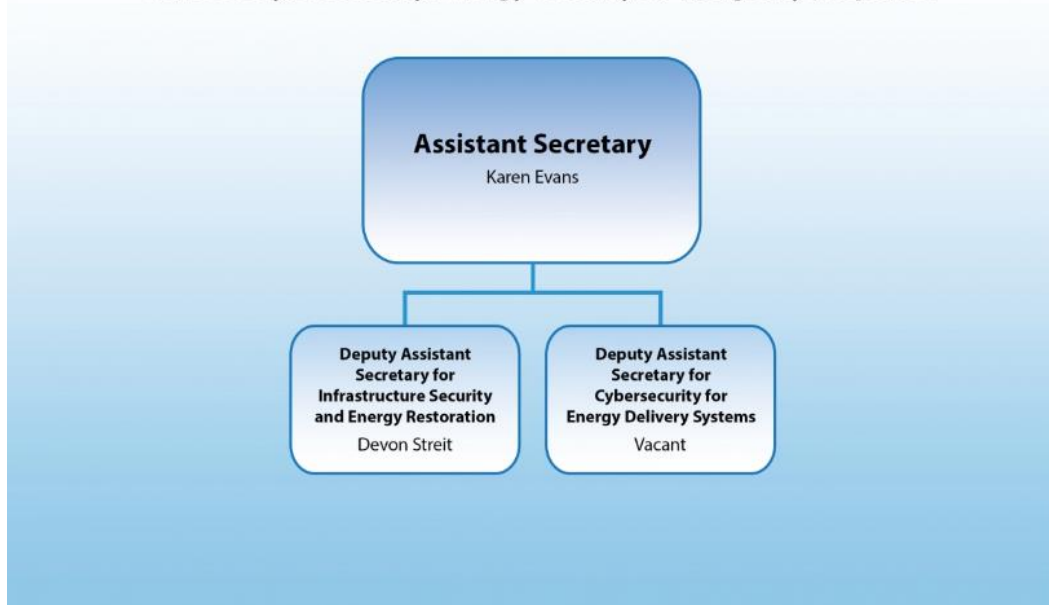 Assistant Secretary
Karen Evans
Deputy Assistant
Secretary for
Infrastructure Security
and Energy Restoration
Devon Streit
Deputy Assistant
Secretary for
Cybersecurity for
Energy Delivery Systems
Vacant